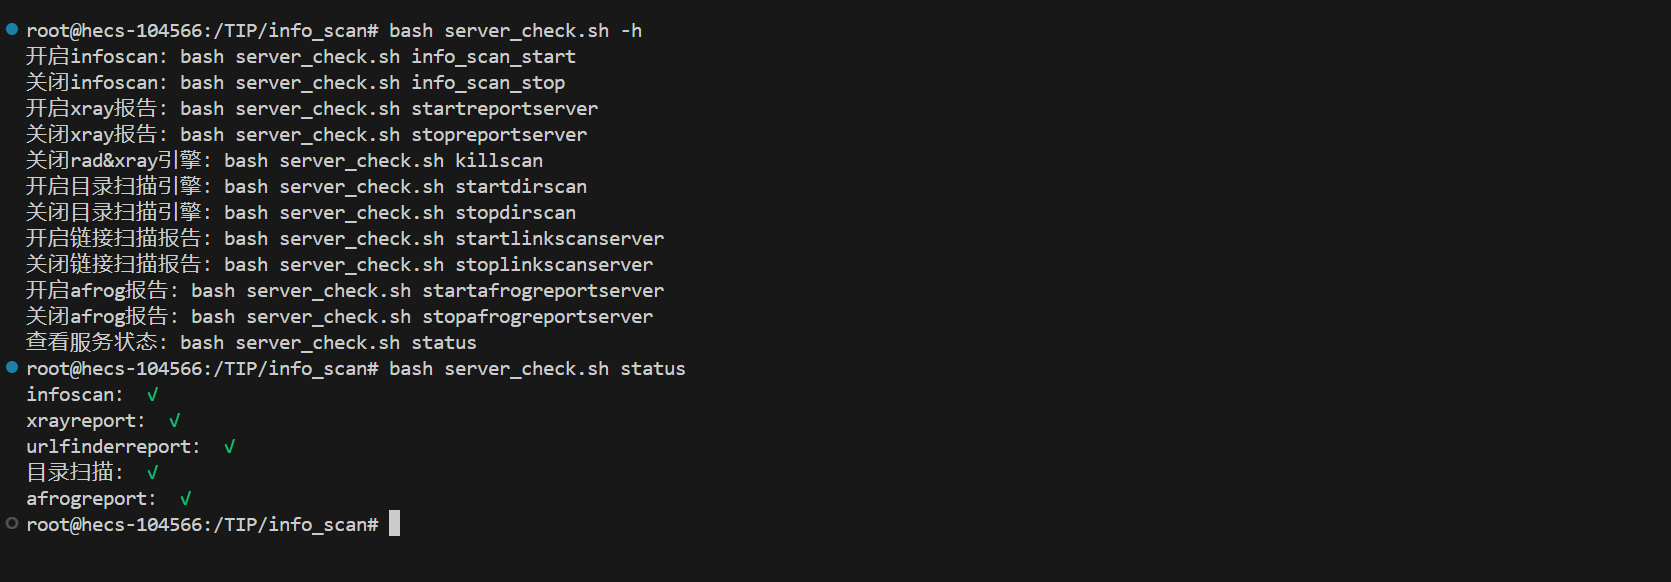 root@hecs-104566:/TIP/info_scan# bash server_check.sh -h
开启infoscan: bash server_check.sh info_scan_start
关闭infoscan: bash server_check.sh info_scan_stop
开启xray报告: bash server_check.sh startreportserver
关闭xray报告: bash server_check.sh stopreportserver
关闭rad&xray引擎: bash server_check.sh killscan
开启目录扫描引擎: bash server_check.sh startdirscan
关闭目录扫描引擎: bash server_check.sh stopdirscan
开启链接扫描报告: bash server_check.sh startlinkscanserver
关闭链接扫描报告: bash server_check.sh stoplinkscanserver
开启afrog报告: bash server_check.sh startafrogreportserver
关闭afrog报告: bash server_check.sh stopafrogreportserver
查看服务状态: bash server_check.sh status
root@hecs-104566:/TIP/info_scan# bash server_check.sh status
infoscan:  √
xrayreport:  √
urlfinderreport:  √
目录扫描:  √
afrogreport:  √
root@hecs-104566:/TIP/info_scan#